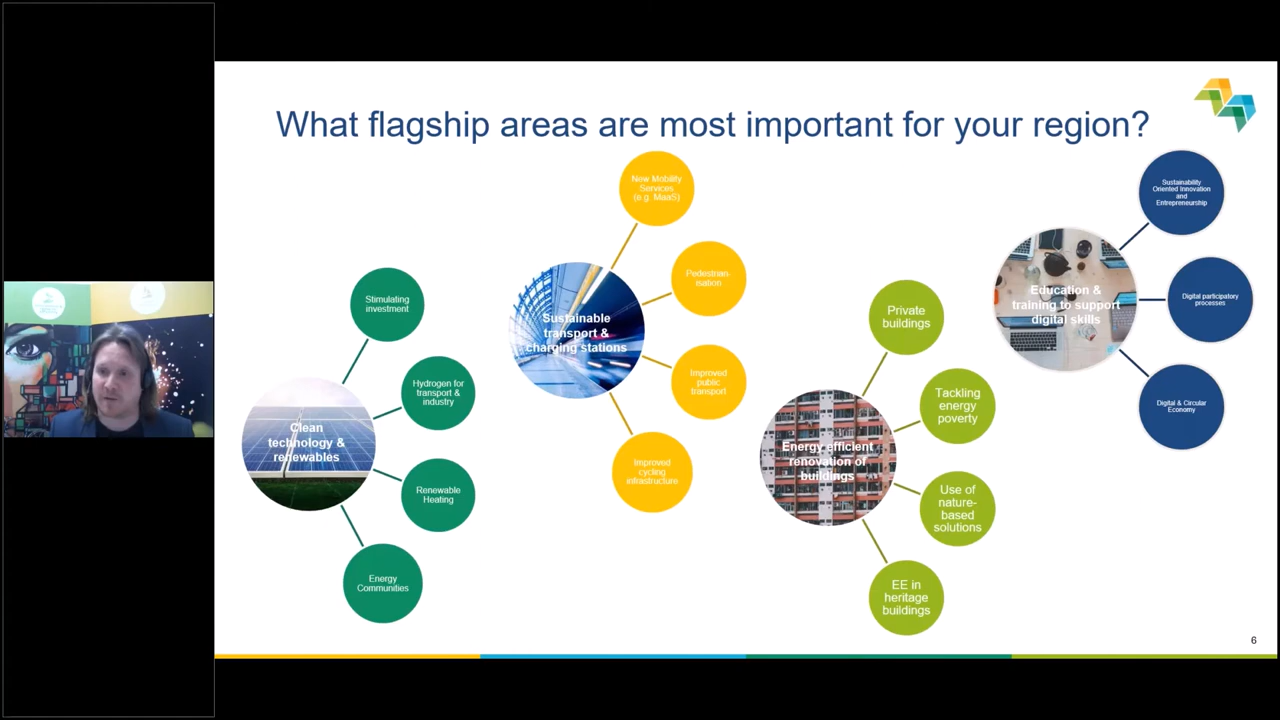 What flagship areas are most important for your region?
Clean
technology &
renewables
Stimulating
investment
Hydrogen for
transport &
industry
Renewable
Heating
Energy
Communities
Sustainable
transport &
charging stations
New Mobility
Services
(e.g. MaaS)
Pedestrian-
isation
Improved
public
transport
Improved
cycling
infrastructure
Energy efficient
renovation of
buildings
Private
buildings
Tackling
energy
poverty
Use of
nature-
based
solutions
EE in
heritage
buildings
Education &
training to support
digital skills
Sustainability
Oriented Innovation
and
Entrepreneurship
Digital participatory
processes
Digital & Circular
Economy
6